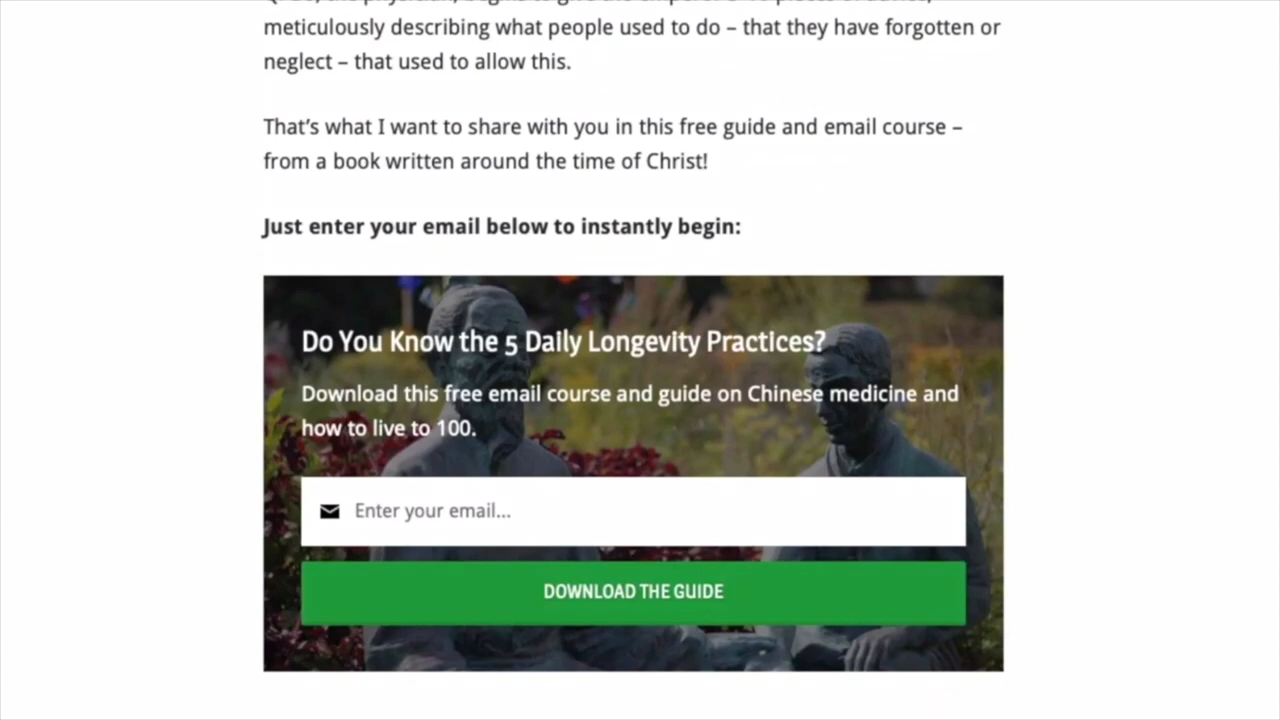 meticulously describing what people used to do – that they have forgotten or
neglect – that used to allow this.
That’s what I want to share with you in this free guide and email course –
from a book written around the time of Christ!
Just enter your email below to instantly begin:
Do You Know the 5 Daily Longevity Practices?
Download this free email course and guide on Chinese medicine and
how to live to 100.
Enter your email...
DOWNLOAD THE GUIDE